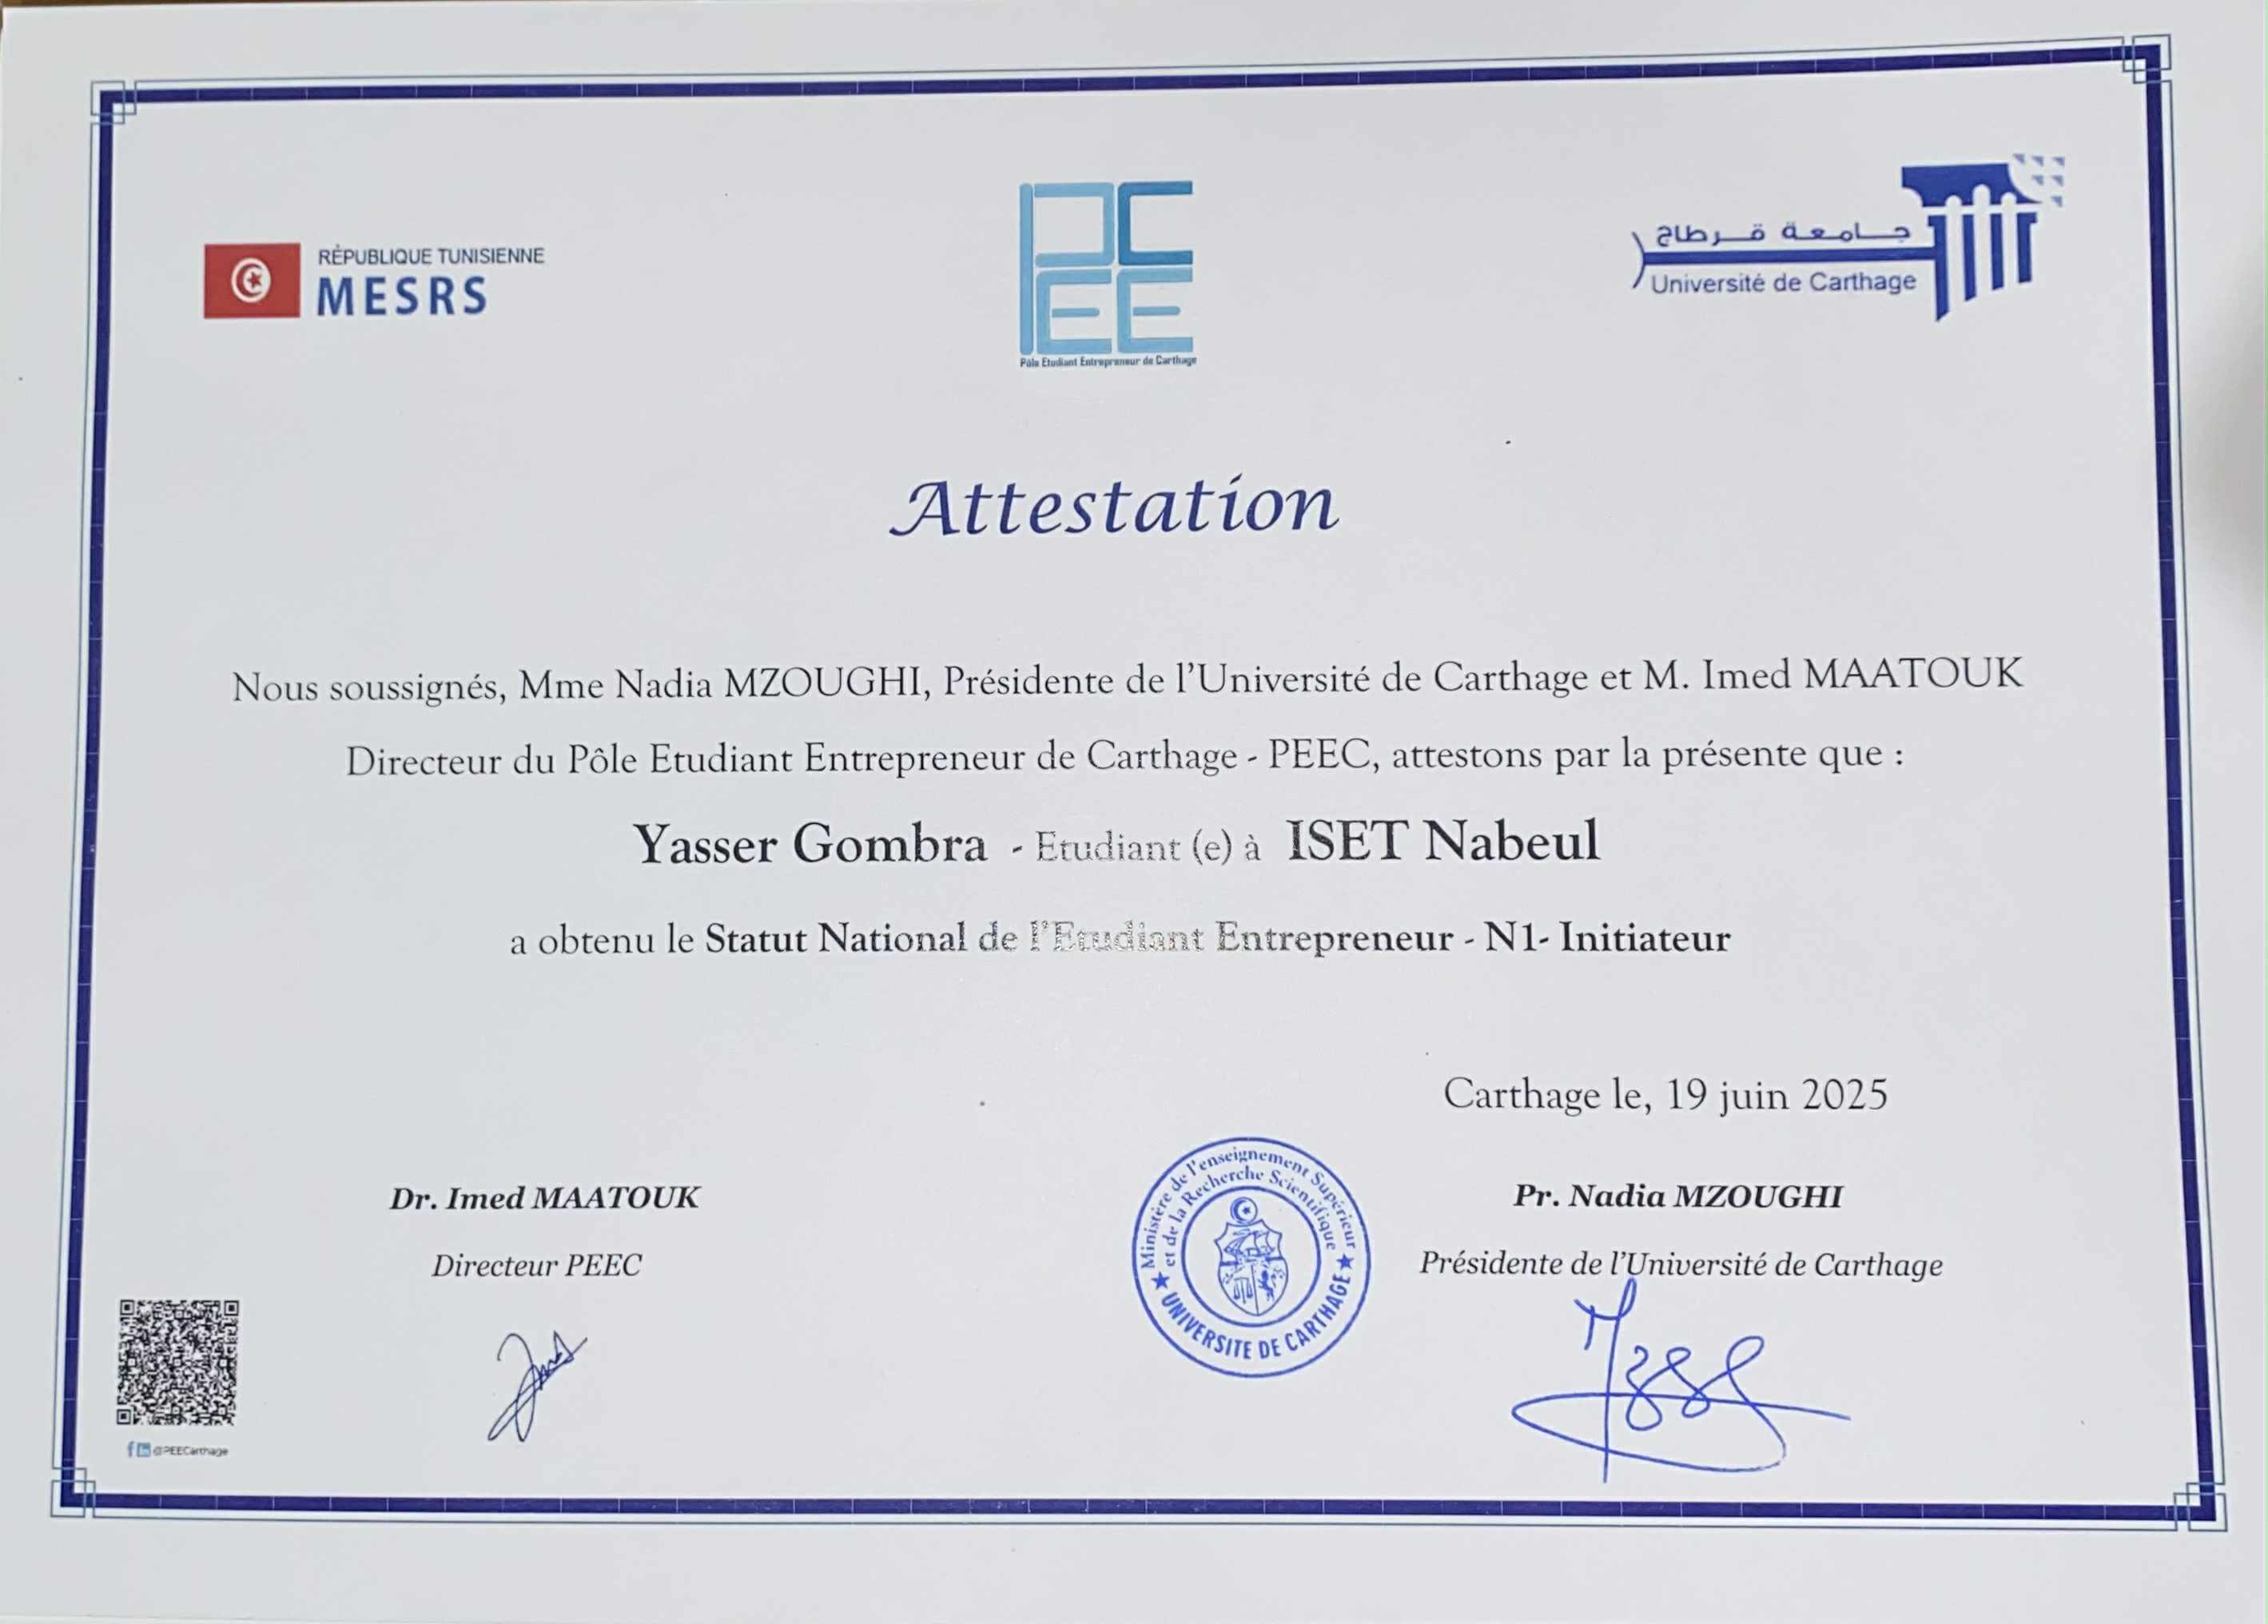 RÉPUBLIQUE TUNISIENNE
MESRS
PC
EE
Pôle Etudiant Entrepreneur de Carthage
جامعة قرطاج
Université de Carthage
Attestation
Nous soussignés, Mme Nadia MZOUGHI, Présidente de l'Université de Carthage et M. Imed MAATOUK
Directeur du Pôle Etudiant Entrepreneur de Carthage - PEEC, attestons par la présente que :
Yasser Gombra - Etudiant (e) à ISET Nabeul
a obtenu le Statut National de l'Etudiant Entrepreneur - N1- Initiateur
Carthage le, 19 juin 2025
Dr. Imed MAATOUK
Directeur PEEC
Ministère de l'enseignement Supérieur
et de la Recherche Scientifique
★ UNIVERSITE DE CARTHAGE ★
Pr. Nadia MZOUGHI
Présidente de l'Université de Carthage
@PEECarthage